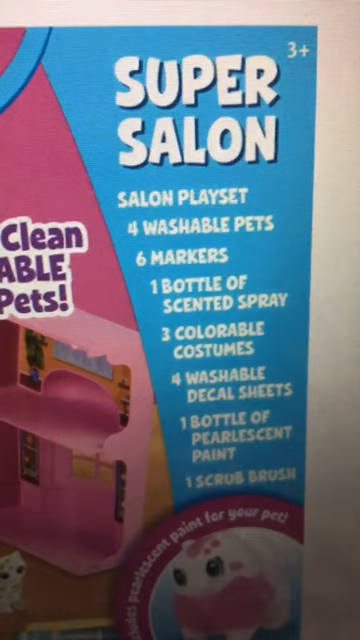 3+
SUPER
SALON
SALON PLAYSET
4 WASHABLE PETS
6 MARKERS
1 BOTTLE OF
SCENTED SPRAY
3 COLORABLE
COSTUMES
4 WASHABLE
DECAL SHEETS
1 BOTTLE OF
PEARLESCENT
PAINT
1 SCRUB BRUSH
Clean
ABLE
Pets!
pearlescent paint for your pet!